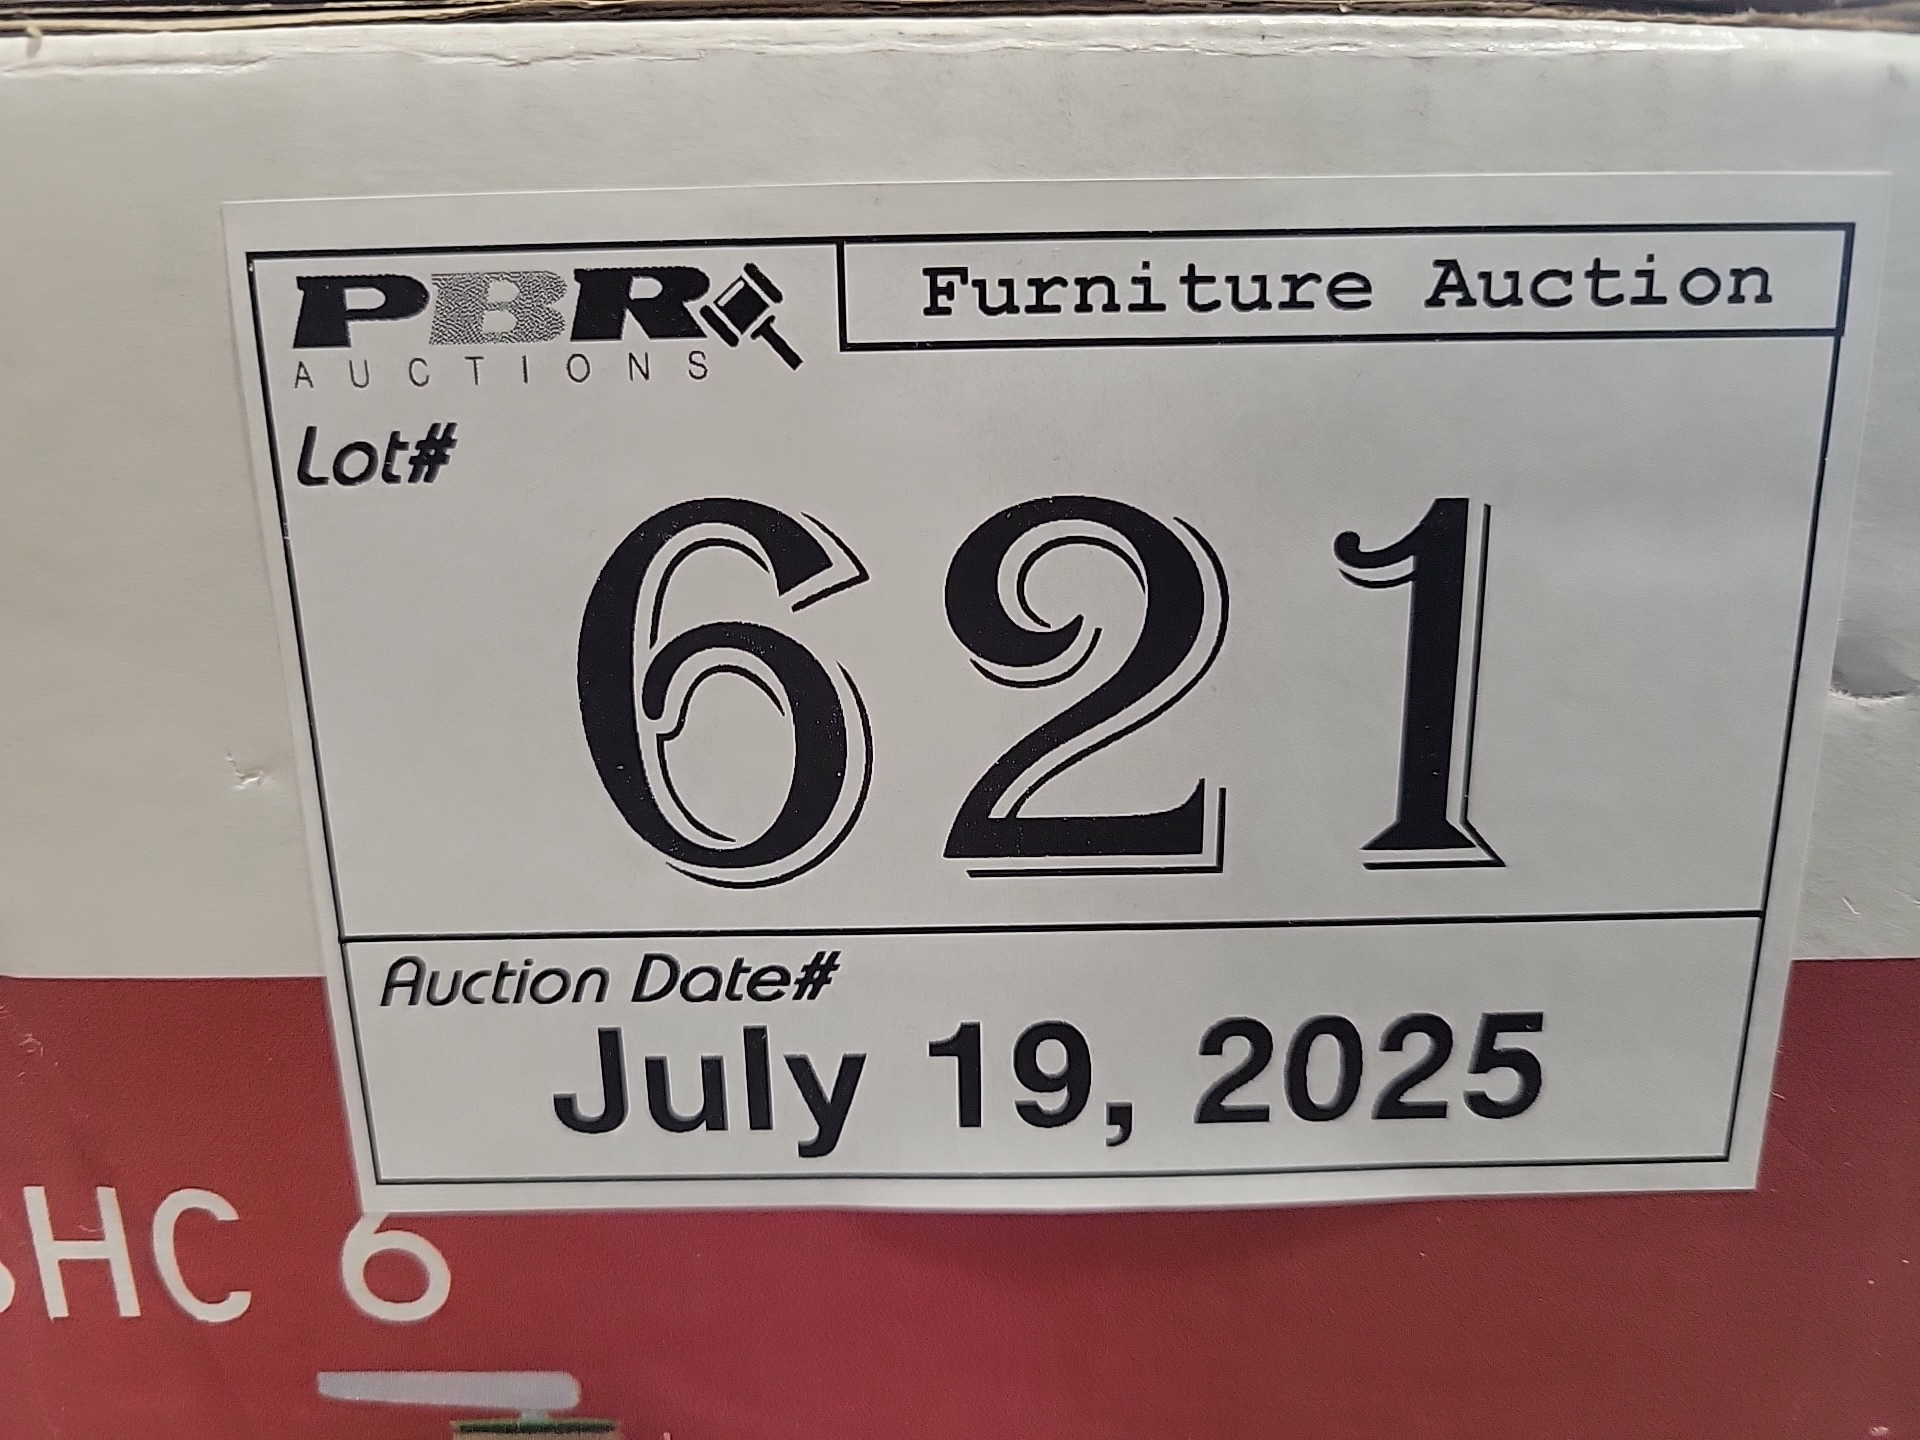 PBR
AUCTIONS
Furniture Auction
Lot#
621
Auction Date#
July 19, 2025
HC 6